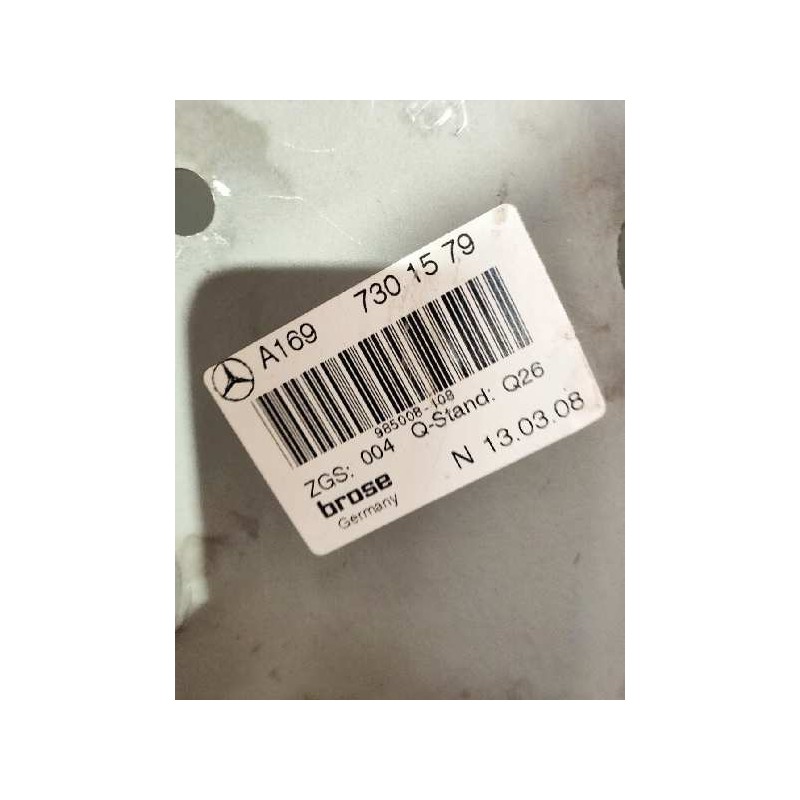 A169 730 15 79
985008-108
ZGS: 004 Q-Stand: Q26
brose N 13.03.08
Germany